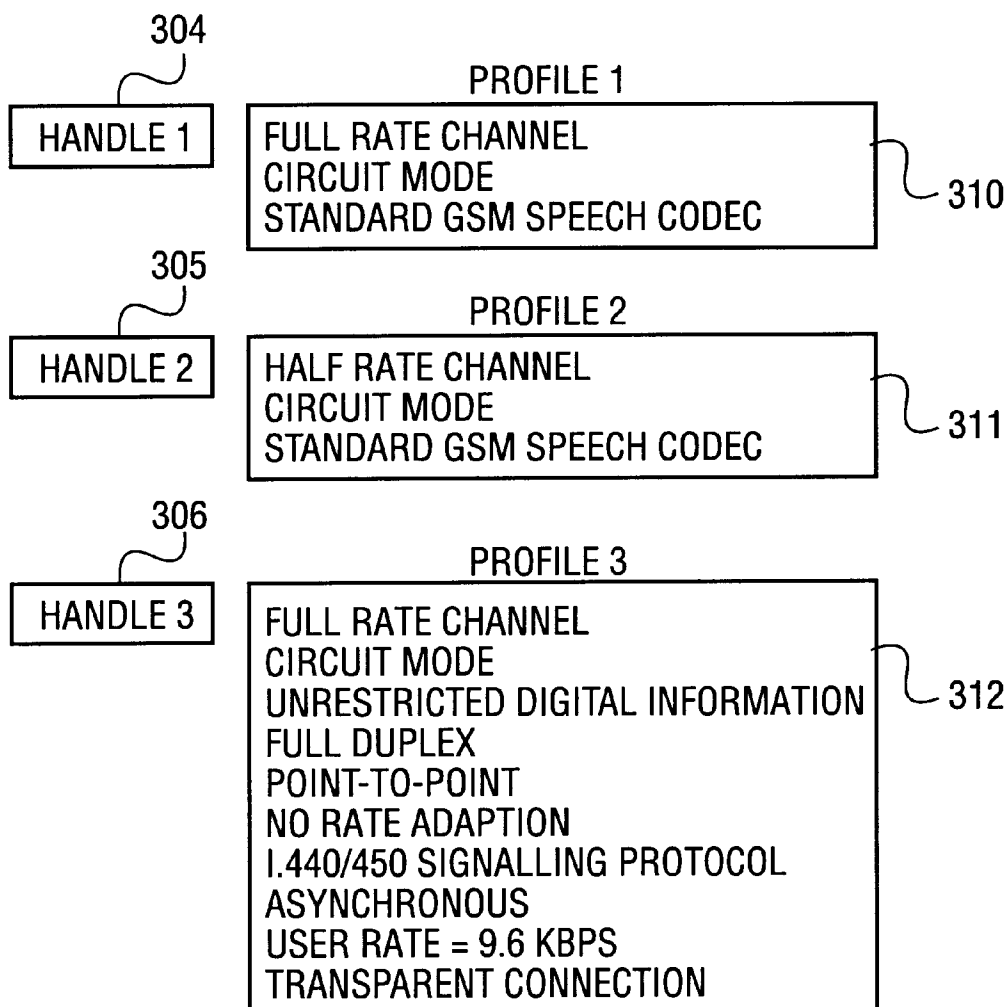 304
PROFILE 1
HANDLE 1
FULL RATE CHANNEL
CIRCUIT MODE
STANDARD GSM SPEECH CODEC
310
305
PROFILE 2
HANDLE 2
HALF RATE CHANNEL
CIRCUIT MODE
STANDARD GSM SPEECH CODEC
311
306
PROFILE 3
HANDLE 3
FULL RATE CHANNEL
CIRCUIT MODE
UNRESTRICTED DIGITAL INFORMATION
FULL DUPLEX
POINT-TO-POINT
NO RATE ADAPTION
I.440/450 SIGNALLING PROTOCOL
ASYNCHRONOUS
USER RATE = 9.6 KBPS
TRANSPARENT CONNECTION
312